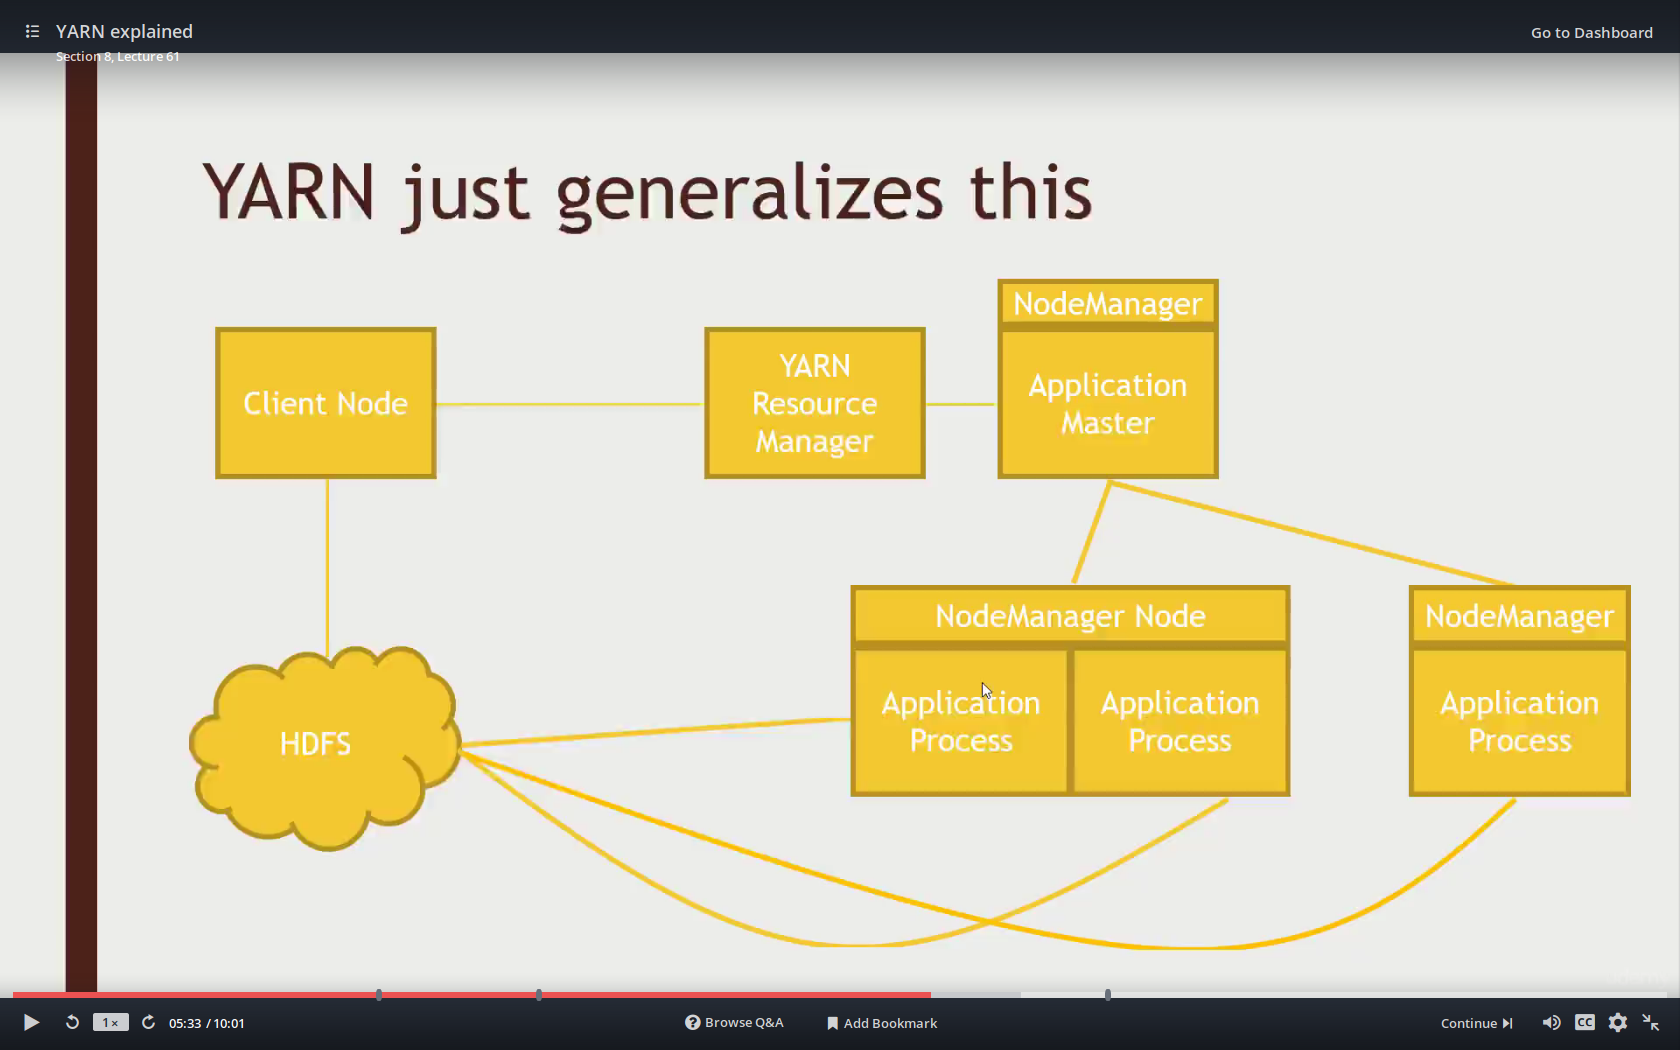 YARN explained
Go to Dashboard
Section 8, Lecture 61
YARN just generalizes this
NodeManager
Client Node
YARN
Resource
Manager
Application
Master
NodeManager Node
NodeManager
Application
Process
Application
Process
Application
Process
HDFS
1 x
05:33 / 10:01
Browse Q&A
Add Bookmark
Continue
CC